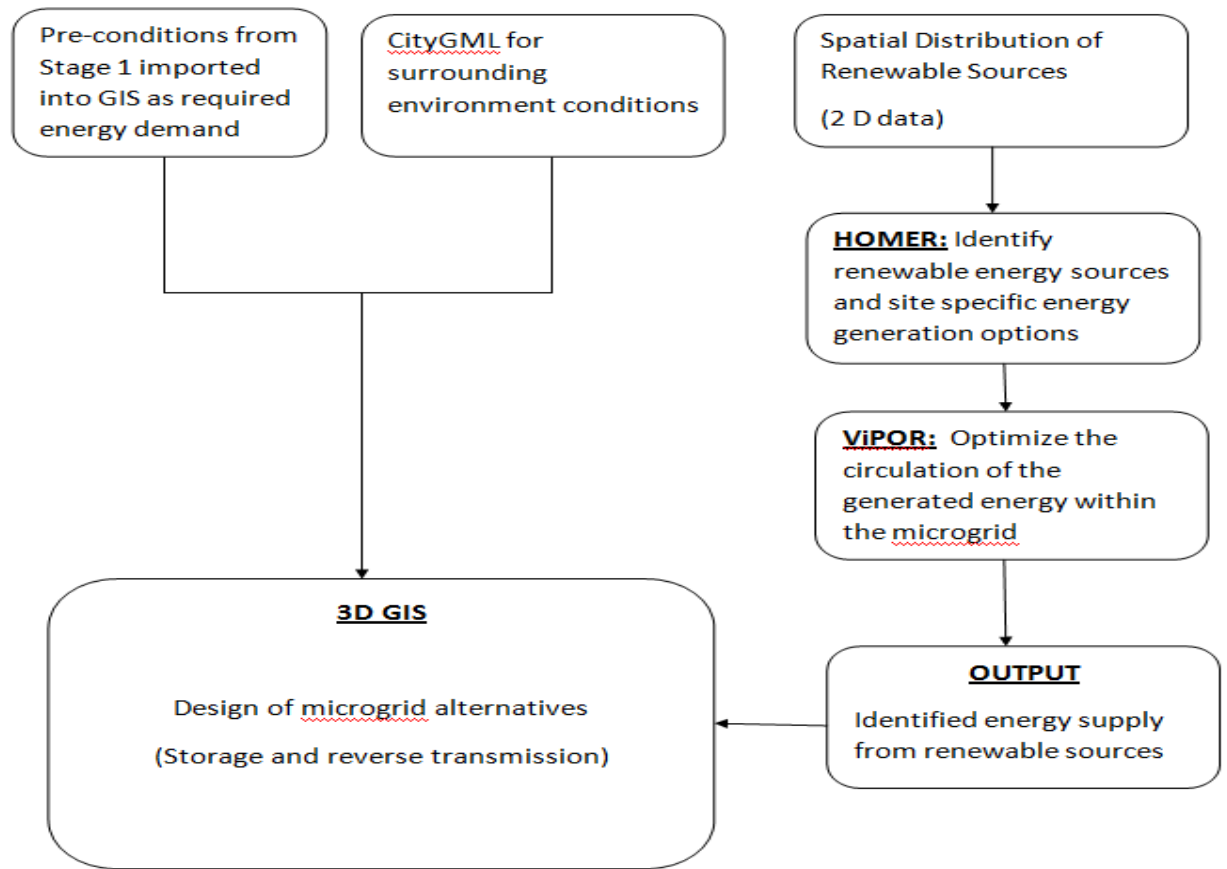 Pre-conditions from
Stage 1 imported
into GIS as required
energy demand
CityGML for
surrounding
environment conditions
Spatial Distribution of
Renewable Sources
(2 D data)
HOMER: Identify
renewable energy sources
and site specific energy
generation options
ViPOR: Optimize the
circulation of the
generated energy within
the microgrid
OUTPUT
Identified energy supply
from renewable sources
3D GIS
Design of microgrid alternatives
(Storage and reverse transmission)